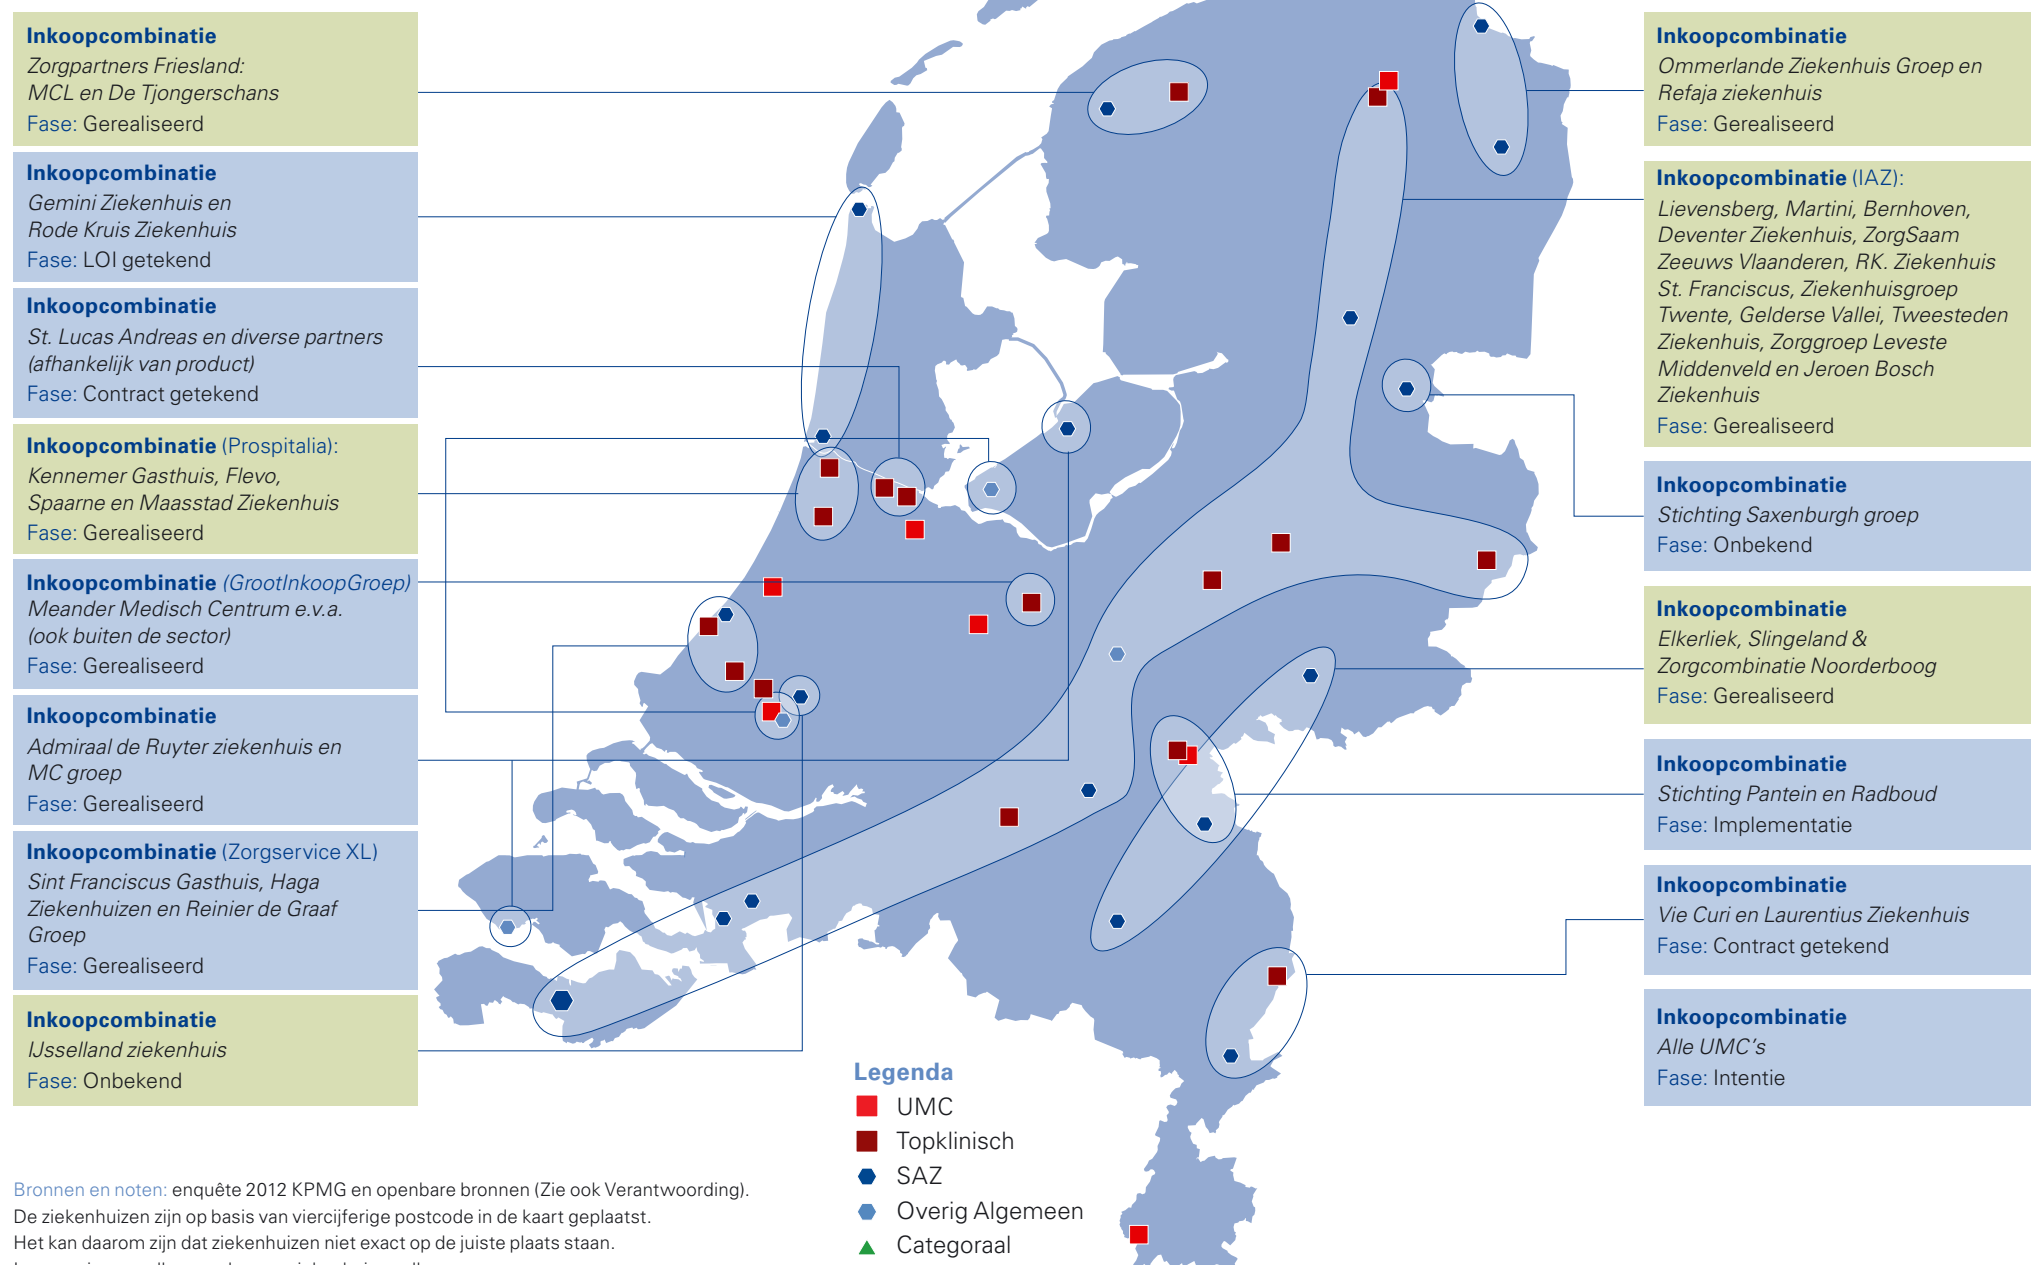 Inkoopcombinatie
Zorgpartners Friesland:
MCL en De Tjongerschans
Fase: Gerealiseerd
Inkoopcombinatie
Gemini Ziekenhuis en
Rode Kruis Ziekenhuis
Fase: LOI getekend
Inkoopcombinatie
St. Lucas Andreas en diverse partners
(afhankelijk van product)
Fase: Contract getekend
Inkoopcombinatie (Prospitalia):
Kennemer Gasthuis, Flevo,
Spaarne en Maasstad Ziekenhuis
Fase: Gerealiseerd
Inkoopcombinatie (GrootInkoopGroep)
Meander Medisch Centrum e.v.a.
(ook buiten de sector)
Fase: Gerealiseerd
Inkoopcombinatie
Admiraal de Ruyter ziekenhuis en
MC groep
Fase: Gerealiseerd
Inkoopcombinatie (Zorgservice XL)
Sint Franciscus Gasthuis, Haga
Ziekenhuizen en Reinier de Graaf
Groep
Fase: Gerealiseerd
Inkoopcombinatie
IJsselland ziekenhuis
Fase: Onbekend
Inkoopcombinatie
Ommerlande Ziekenhuis Groep en
Refaja ziekenhuis
Fase: Gerealiseerd
Inkoopcombinatie (IAZ):
Lievensberg, Martini, Bernhoven,
Deventer Ziekenhuis, ZorgSaam
Zeeuws Vlaanderen, RK. Ziekenhuis
St. Franciscus, Ziekenhuisgroep
Twente, Gelderse Vallei, Tweesteden
Ziekenhuis, Zorggroep Leveste
Middenveld en Jeroen Bosch
Ziekenhuis
Fase: Gerealiseerd
Inkoopcombinatie
Stichting Saxenburgh groep
Fase: Onbekend
Inkoopcombinatie
Elkerliek, Slingeland &
Zorgcombinatie Noorderboog
Fase: Gerealiseerd
Inkoopcombinatie
Stichting Pantein en Radboud
Fase: Implementatie
Inkoopcombinatie
Vie Curi en Laurentius Ziekenhuis
Fase: Contract getekend
Inkoopcombinatie
Alle UMC's
Fase: Intentie
Legenda
UMC
Topklinisch
SAZ
Overig Algemeen
Categoraal
Bronnen en noten: enquête 2012 KPMG en openbare bronnen (Zie ook Verantwoording).
De ziekenhuizen zijn op basis van viercijferige postcode in de kaart geplaatst.
Het kan daarom zijn dat ziekenhuizen niet exact op de juiste plaats staan.